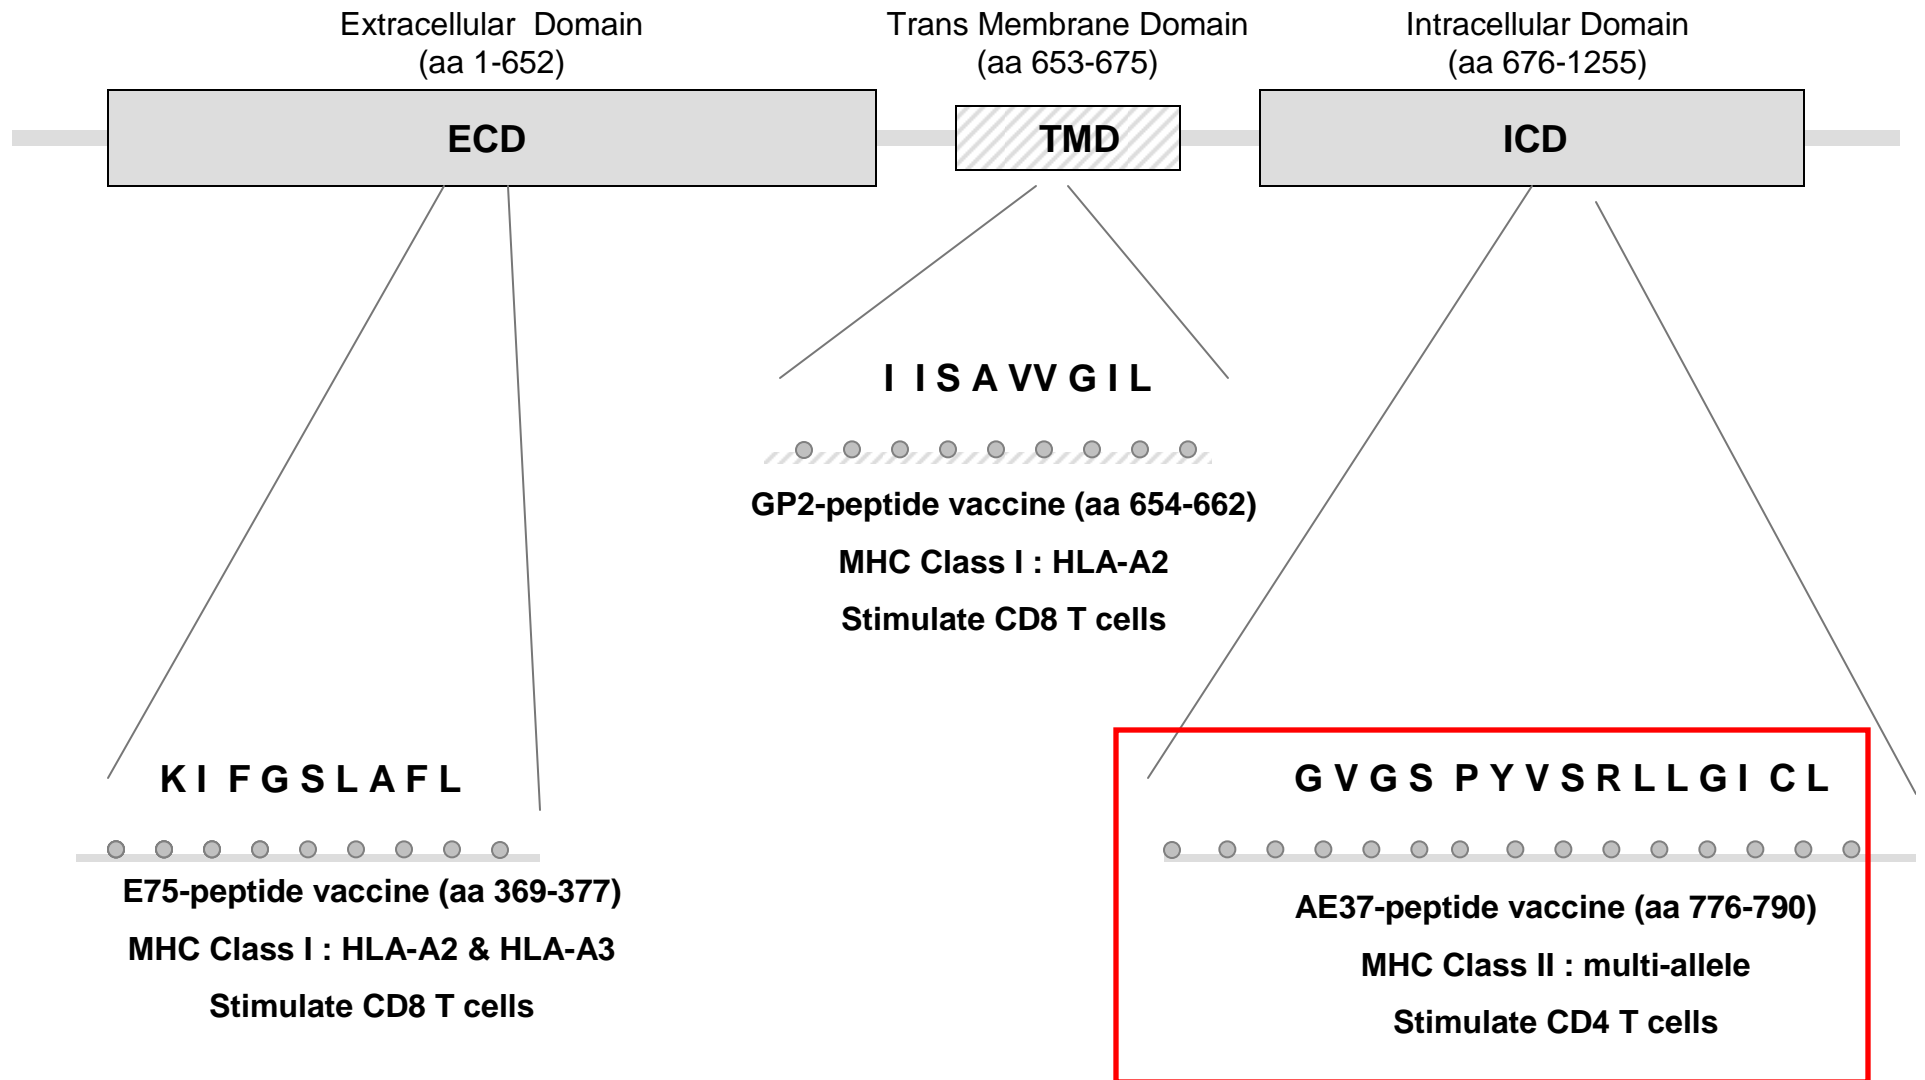 Extracellular Domain
(aa 1-652)
Trans Membrane Domain
(aa 653-675)
Intracellular Domain
(aa 676-1255)
ECD
TMD
ICD
I I S A VV G I L
GP2-peptide vaccine (aa 654-662)
MHC Class I : HLA-A2
Stimulate CD8 T cells
K I F G S L A F L
E75-peptide vaccine (aa 369-377)
MHC Class I : HLA-A2 & HLA-A3
Stimulate CD8 T cells
G V G S P Y V S R L L G I C L
AE37-peptide vaccine (aa 776-790)
MHC Class II : multi-allele
Stimulate CD4 T cells